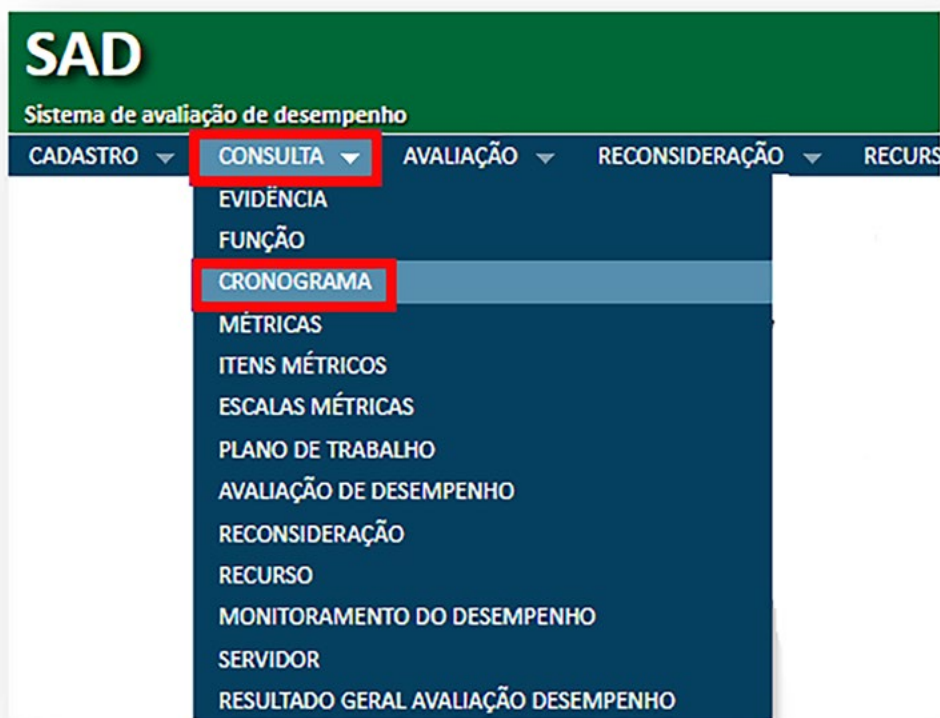 SAD
Sistema de avaliação de desempenho
CADASTRO CONSULTA AVALIAÇÃO RECONSIDERAÇÃO RECURS
EVIDÊNCIA
FUNÇÃO
CRONOGRAMA
MÉTRICAS
ITENS MÉTRICOS
ESCALAS MÉTRICAS
PLANO DE TRABALHO
AVALIAÇÃO DE DESEMPENHO
RECONSIDERAÇÃO
RECURSO
MONITORAMENTO DO DESEMPENHO
SERVIDOR
RESULTADO GERAL AVALIAÇÃO DESEMPENHO